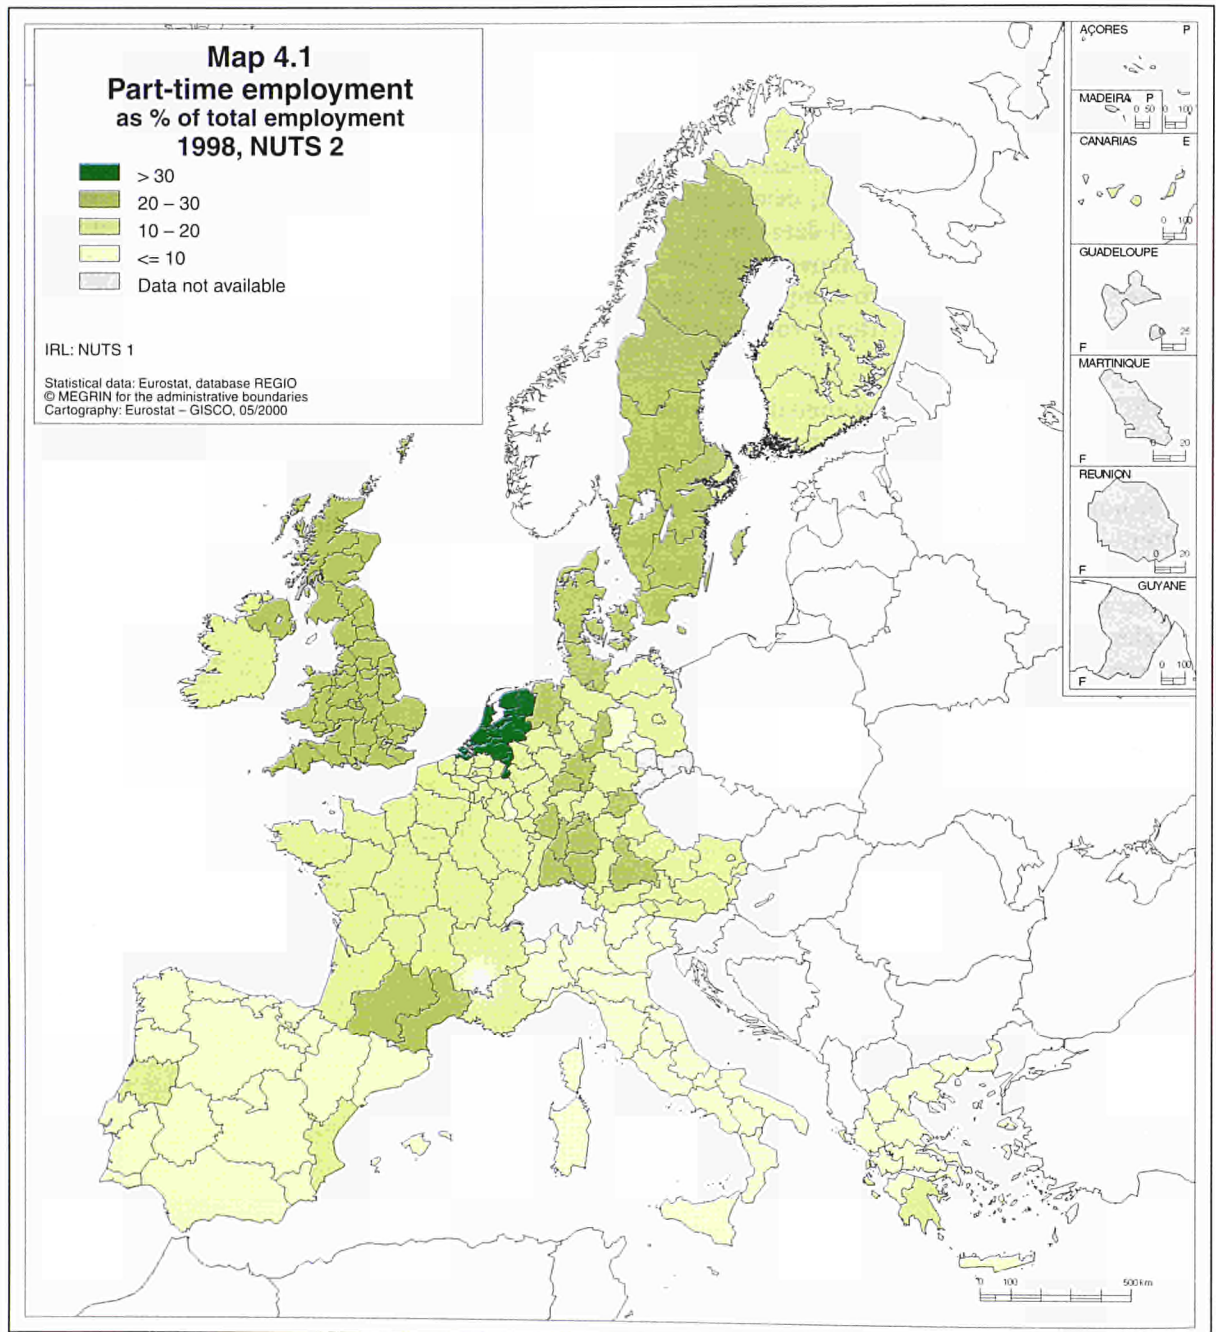 Map 4.1
Part-time employment
as % of total employment
1998, NUTS 2
> 30
20 – 30
10 – 20
<= 10
Data not available
IRL: NUTS 1
Statistical data: Eurostat, database REGIO
© MEGRIN for the administrative boundaries
Cartography: Eurostat – GISCO, 05/2000
AÇORES P
MADEIRA P
0 50 0 100
CANARIAS E
0 100
GUADELOUPE
F
MARTINIQUE
0 20
F
REUNION
0 20
F
GUYANE
0 100
F
0 100 500 km